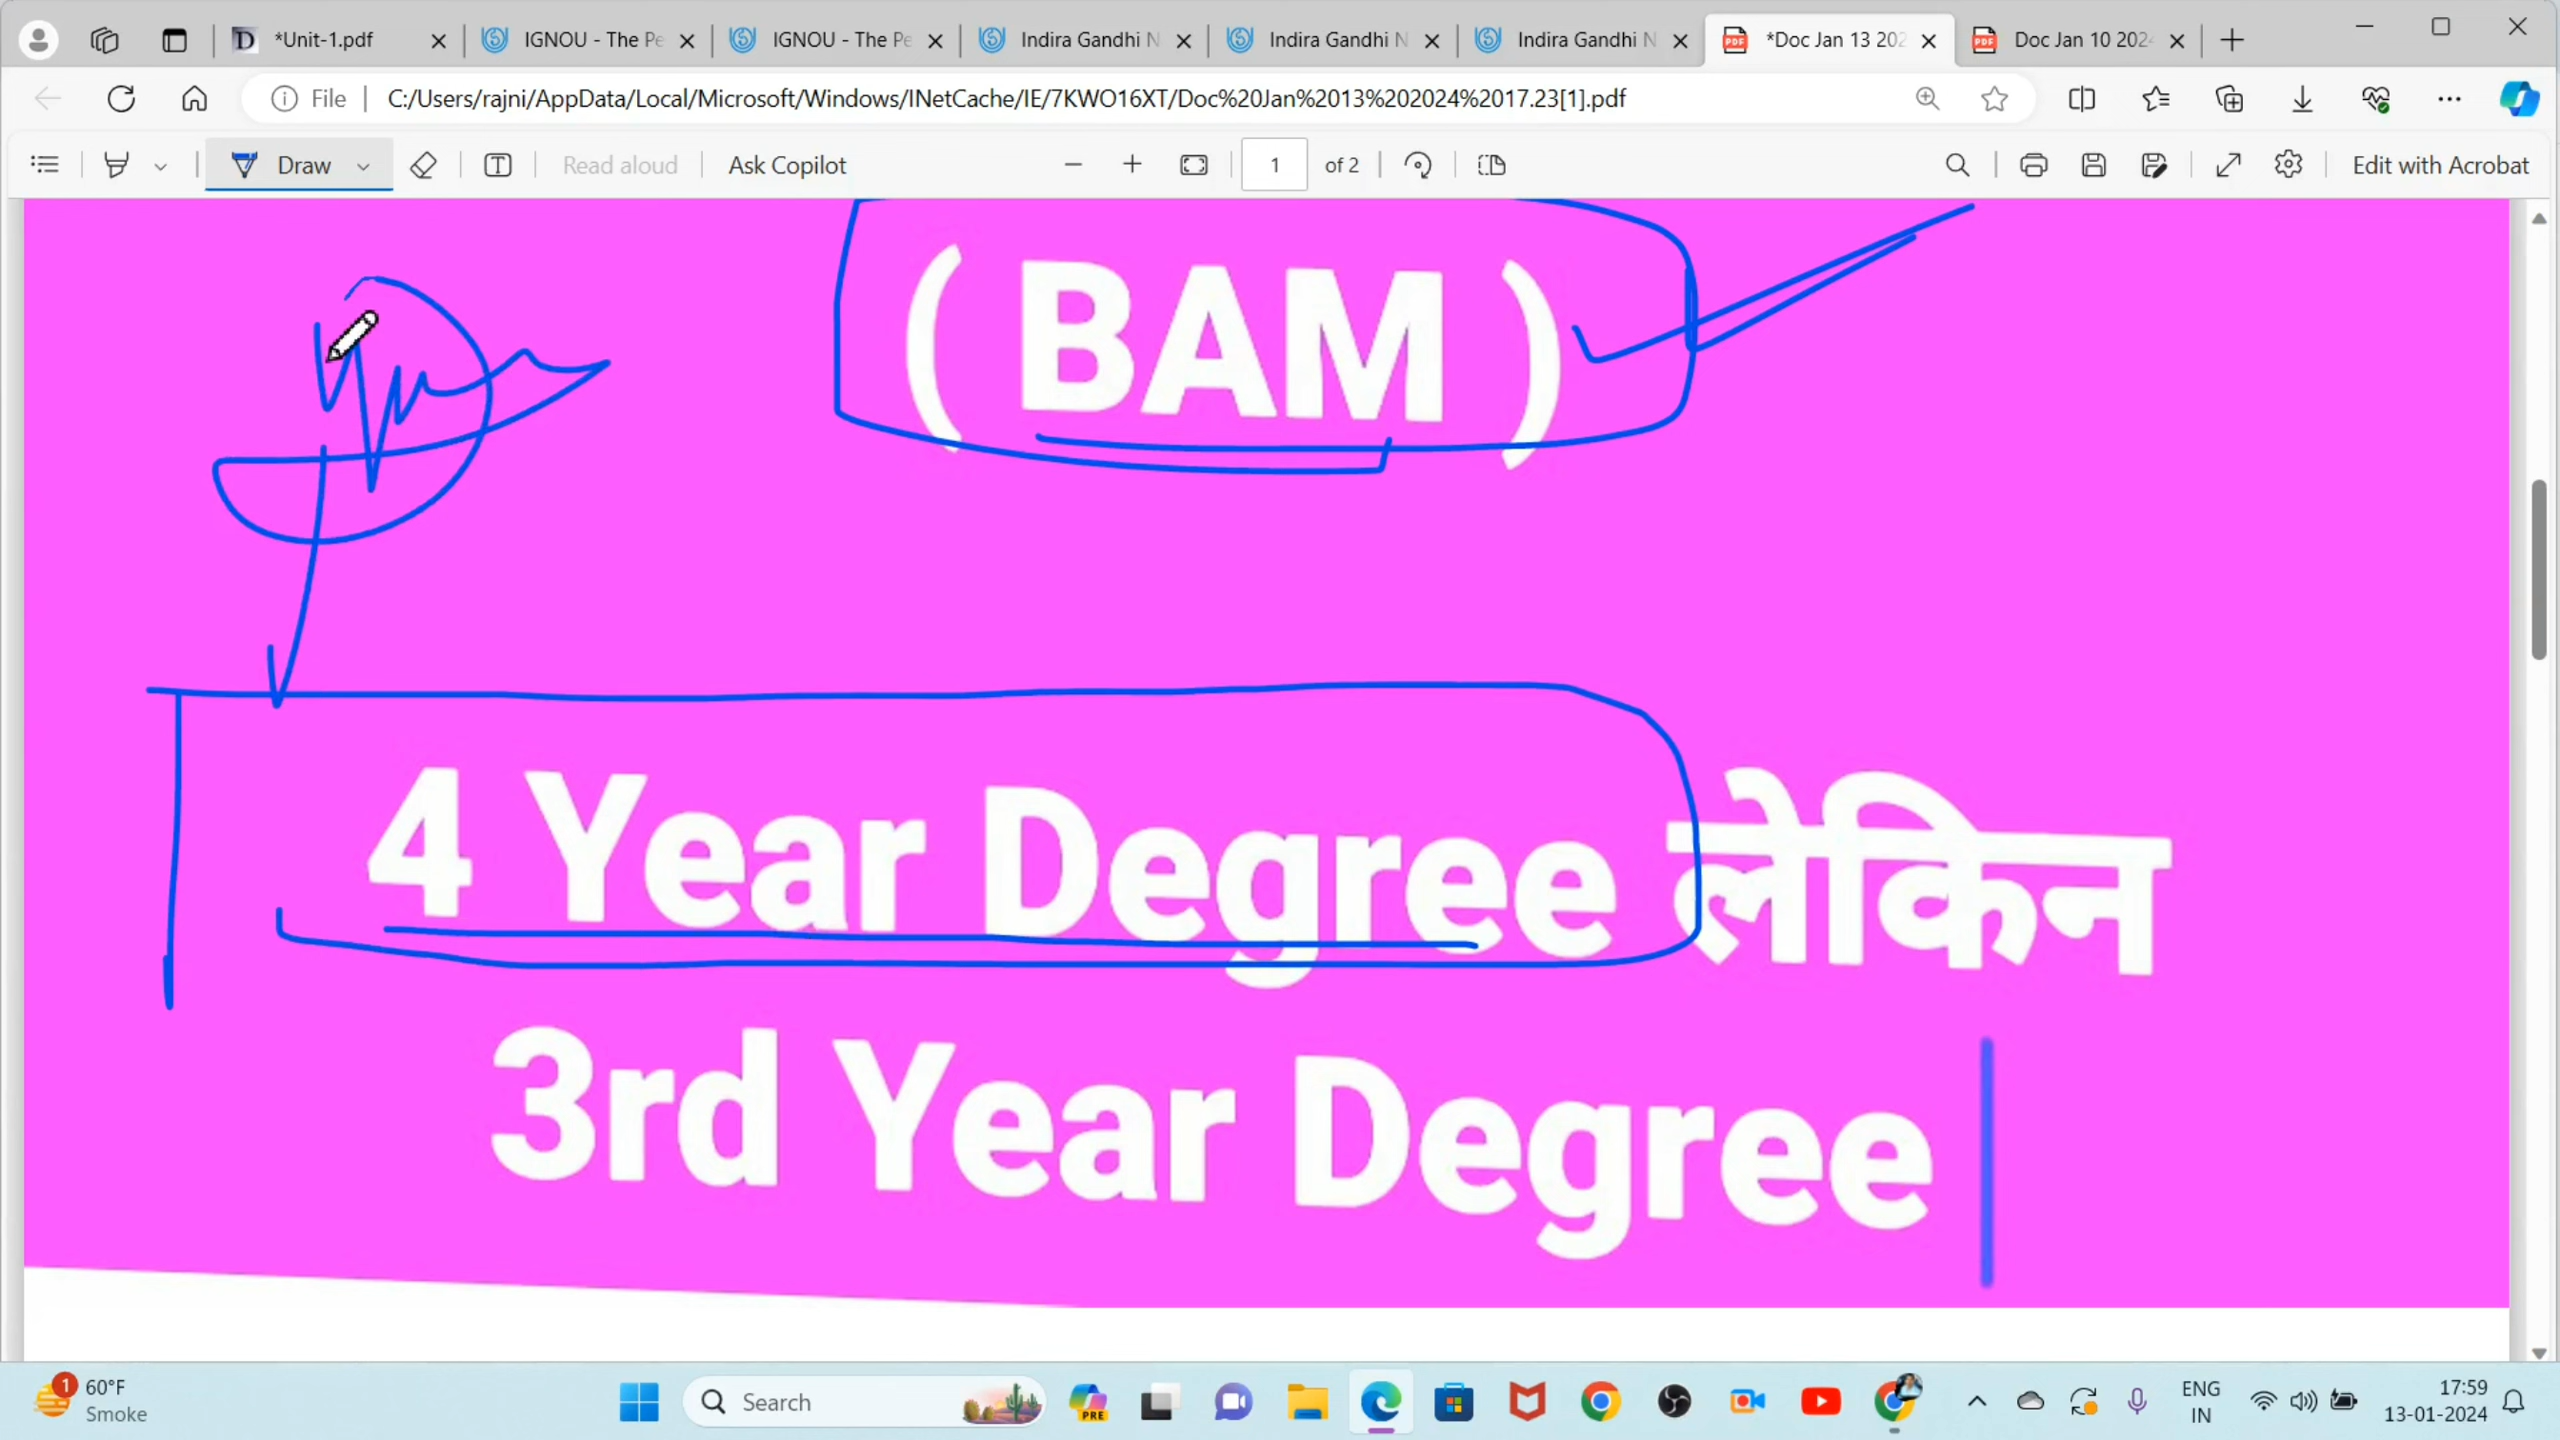 *Unit-1.pdf
IGNOU - The Pe
IGNOU - The Pe
Indira Gandhi N
Indira Gandhi N
Indira Gandhi N
*Doc Jan 13 202
Doc Jan 10 202
File
C:/Users/rajni/AppData/Local/Microsoft/Windows/INetCache/IE/7KWO16XT/Doc%20Jan%2013%202024%2017.23[1].pdf
Draw
Read aloud
Ask Copilot
1 of 2
Edit with Acrobat
( BAM )
4 Year Degree लेकिन
3rd Year Degree
1
60°F
Smoke
Search
PRE
ENG
IN
17:59
13-01-2024